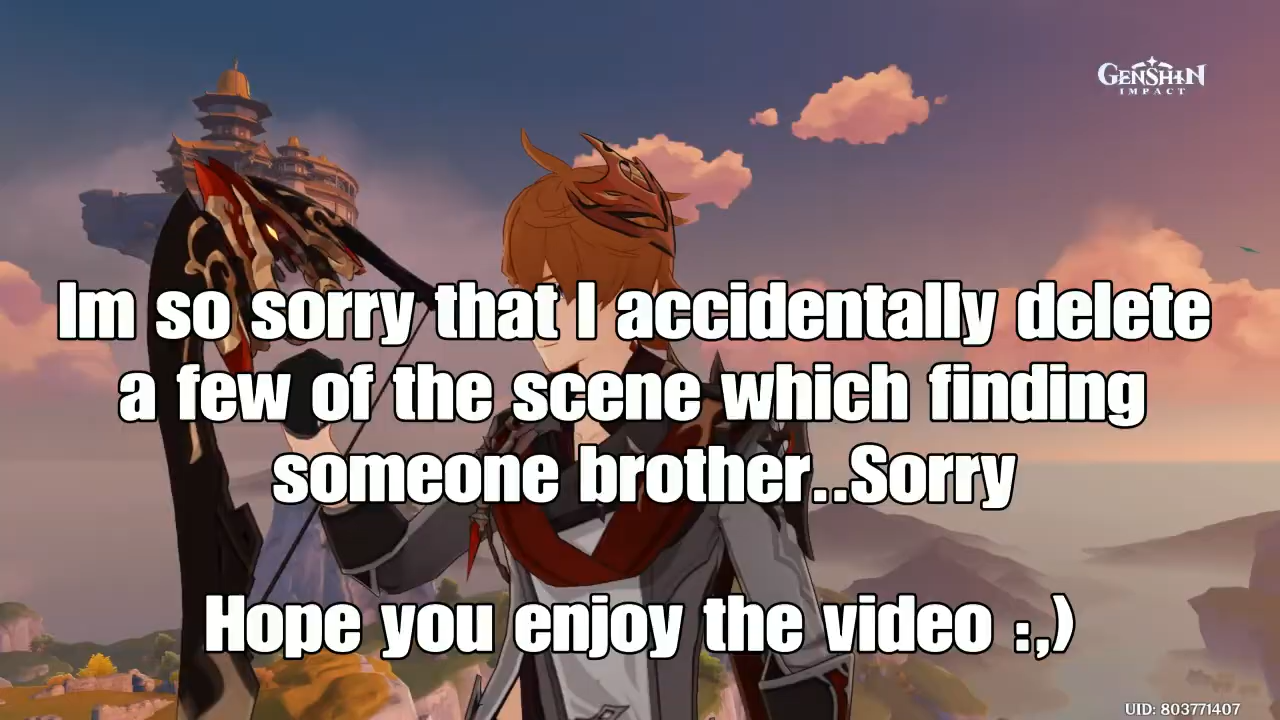 GENSHIN
IMPACT
Im so sorry that I accidentally delete
a few of the scene which finding
someone brother..Sorry
Hope you enjoy the video :,)
UID: 803771407